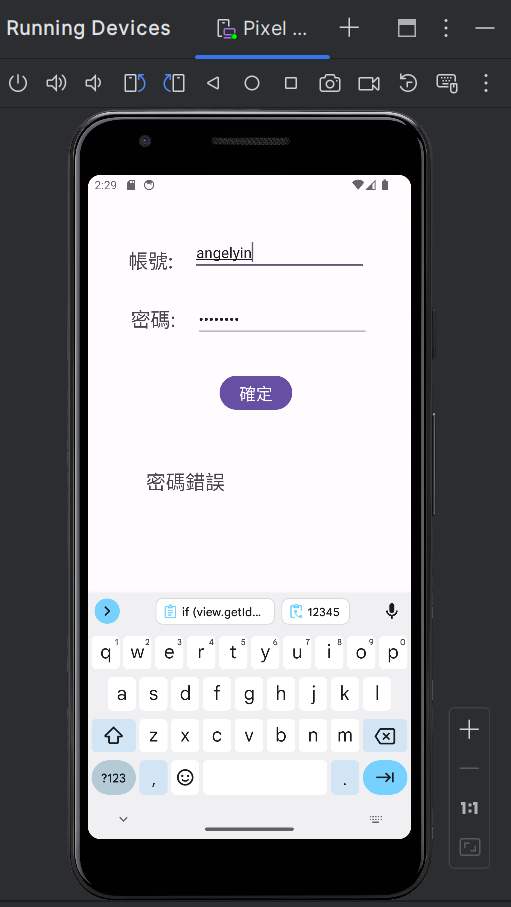 Running Devices
Pixel ...
2:29
帳號:
angelyin
密碼:
••••••••
確定
密碼錯誤
if (view.getId...
12345
q1 w2 e3 r4 t5 y6 u7 i8 o9 p0
a s d f g h j k l
z x c v b n m
?123 , .
1:1